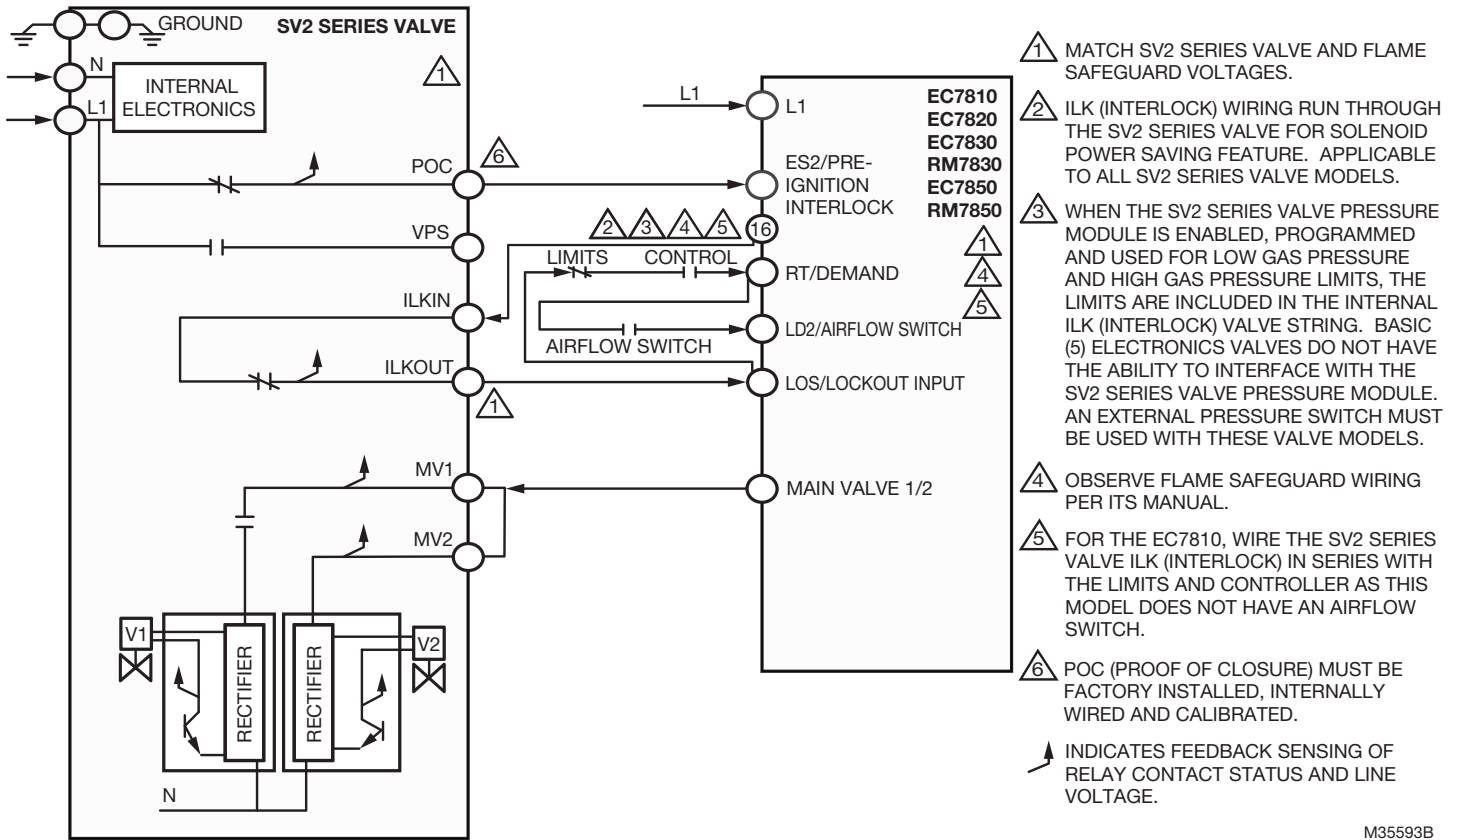 GROUND
SV2 SERIES VALVE
N
INTERNAL
ELECTRONICS
L1
1
POC
6
VPS
ILKIN
ILKOUT
1
MV1
MV2
V1
RECTIFIER
RECTIFIER
V2
N
L1
L1
EC7810
EC7820
EC7830
RM7830
EC7850
RM7850
ES2/PRE-
IGNITION
INTERLOCK
2 3 4 5
16
LIMITS CONTROL
RT/DEMAND
1
4
5
AIRFLOW SWITCH
LD2/AIRFLOW SWITCH
LOS/LOCKOUT INPUT
MAIN VALVE 1/2
1 MATCH SV2 SERIES VALVE AND FLAME
SAFEGUARD VOLTAGES.
2 ILK (INTERLOCK) WIRING RUN THROUGH
THE SV2 SERIES VALVE FOR SOLENOID
POWER SAVING FEATURE. APPLICABLE
TO ALL SV2 SERIES VALVE MODELS.
3 WHEN THE SV2 SERIES VALVE PRESSURE
MODULE IS ENABLED, PROGRAMMED
AND USED FOR LOW GAS PRESSURE
AND HIGH GAS PRESSURE LIMITS, THE
LIMITS ARE INCLUDED IN THE INTERNAL
ILK (INTERLOCK) VALVE STRING. BASIC
(5) ELECTRONICS VALVES DO NOT HAVE
THE ABILITY TO INTERFACE WITH THE
SV2 SERIES VALVE PRESSURE MODULE.
AN EXTERNAL PRESSURE SWITCH MUST
BE USED WITH THESE VALVE MODELS.
4 OBSERVE FLAME SAFEGUARD WIRING
PER ITS MANUAL.
5 FOR THE EC7810, WIRE THE SV2 SERIES
VALVE ILK (INTERLOCK) IN SERIES WITH
THE LIMITS AND CONTROLLER AS THIS
MODEL DOES NOT HAVE AN AIRFLOW
SWITCH.
6 POC (PROOF OF CLOSURE) MUST BE
FACTORY INSTALLED, INTERNALLY
WIRED AND CALIBRATED.
INDICATES FEEDBACK SENSING OF
RELAY CONTACT STATUS AND LINE
VOLTAGE.
M35593B